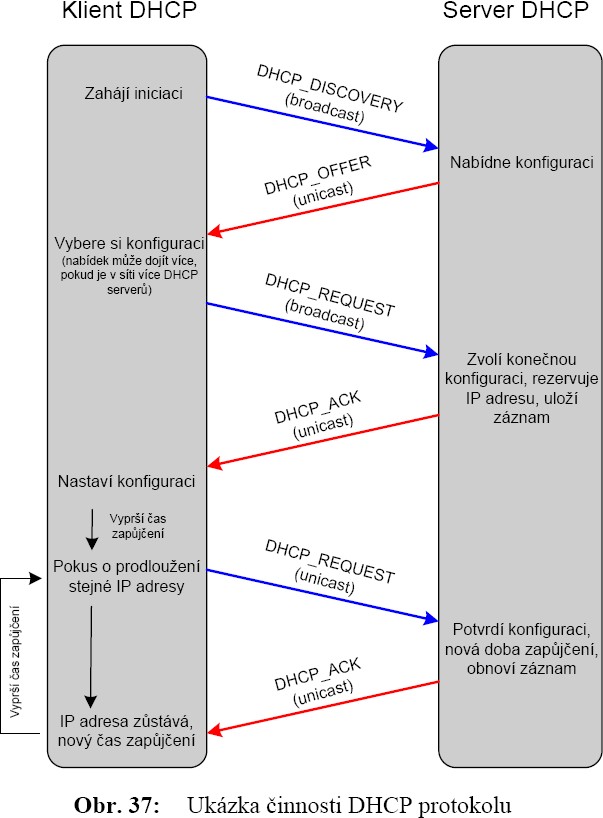 Klient DHCP
Server DHCP
Zahájí iniciaci
DHCP_DISCOVERY
(broadcast)
Nabídne konfiguraci
DHCP_OFFER
(unicast)
Vybere si konfiguraci
(nabídek může dojít více,
pokud je v síti více DHCP
serverů)
DHCP_REQUEST
(broadcast)
Zvolí konečnou
konfiguraci, rezervuje
IP adresu, uloží
záznam
DHCP_ACK
(unicast)
Nastaví konfiguraci
Vyprší čas
zapůjčení
Pokus o prodloužení
stejné IP adresy
DHCP_REQUEST
(unicast)
Potvrdí konfiguraci,
nová doba zapůjčení,
obnoví záznam
DHCP_ACK
(unicast)
IP adresa zůstává,
nový čas zapůjčení
Vyprší čas zapůjčení
Obr. 37: Ukázka činnosti DHCP protokolu